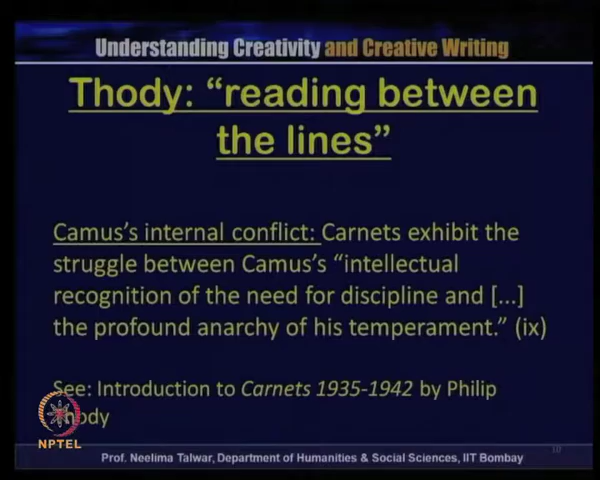 Understanding Creativity and Creative Writing
Thody: “reading between
the lines”
Camus’s internal conflict: Carnets exhibit the
struggle between Camus’s “intellectual
recognition of the need for discipline and [...]
the profound anarchy of his temperament.” (ix)
See: Introduction to Carnets 1935-1942 by Philip
Thody
NPTEL
Prof. Neelima Talwar, Department of Humanities & Social Sciences, IIT Bombay
10